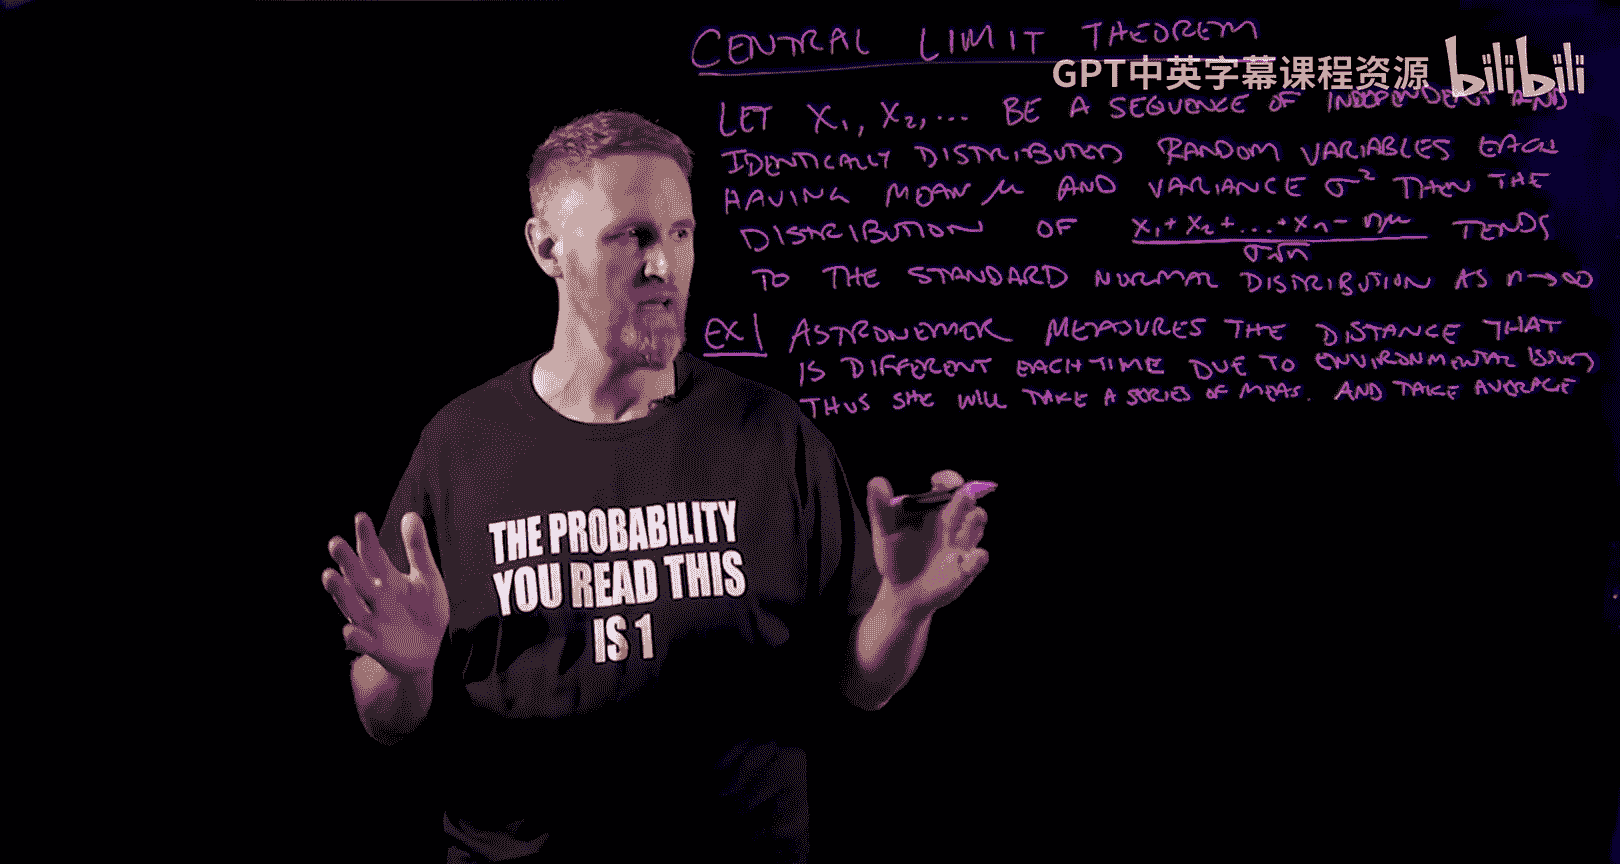 CENTRAL LIMIT THEOREM
GPT中英字幕课程资源 bilibili
LET X₁, X₂, ... BE A SEQUENCE OF INDEPENDENT AND
IDENTICALLY DISTRIBUTED RANDOM VARIABLES EACH
HAVING MEAN μ AND VARIANCE σ² THEN THE
DISTRIBUTION OF (X₁ + X₂ + ... + Xₙ - nμ) / (σ√n) TENDS
TO THE STANDARD NORMAL DISTRIBUTION AS n→∞
EX 1 ASTRONEMER MEASURES THE DISTANCE THAT
IS DIFFERENT EACH TIME DUE TO ENVIRONMENTAL ISSUES
THUS SHE WILL TAKE A SERIES OF MEAS. AND TAKE AVERAGE
THE PROBABILITY
YOU READ THIS
IS 1